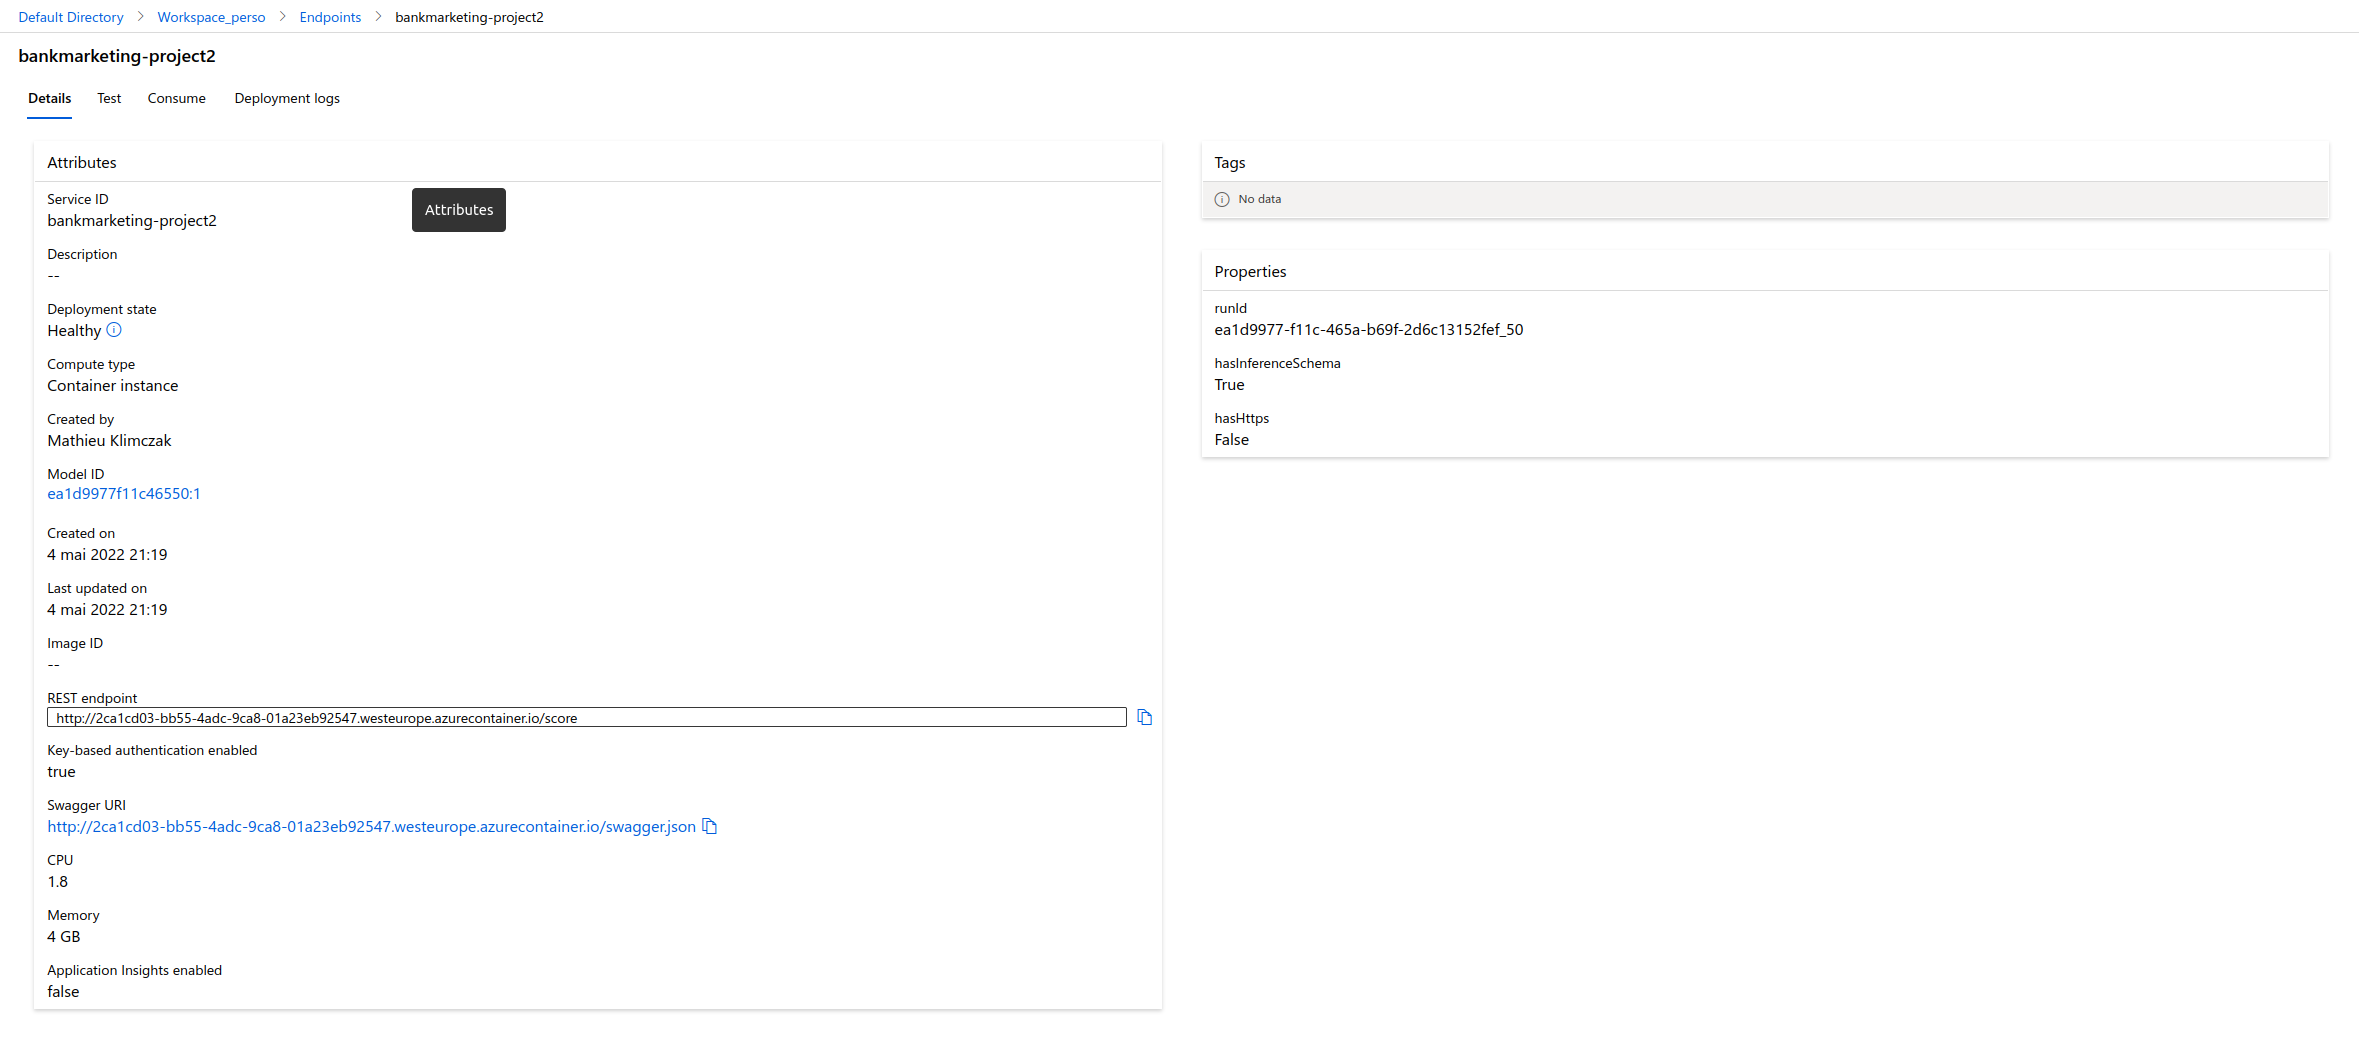 Default Directory > Workspace_perso > Endpoints > bankmarketing-project2
bankmarketing-project2
Details Test Consume Deployment logs
Attributes
Service ID
bankmarketing-project2
Attributes
Description
--
Deployment state
Healthy
Compute type
Container instance
Created by
Mathieu Klimczak
Model ID
ea1d9977f11c46550:1
Created on
4 mai 2022 21:19
Last updated on
4 mai 2022 21:19
Image ID
--
REST endpoint
http://2ca1cd03-bb55-4adc-9ca8-01a23eb92547.westeurope.azurecontainer.io/score
Key-based authentication enabled
true
Swagger URI
http://2ca1cd03-bb55-4adc-9ca8-01a23eb92547.westeurope.azurecontainer.io/swagger.json
CPU
1.8
Memory
4 GB
Application Insights enabled
false
Tags
No data
Properties
runId
ea1d9977-f11c-465a-b69f-2d6c13152fef_50
hasInferenceSchema
True
hasHttps
False